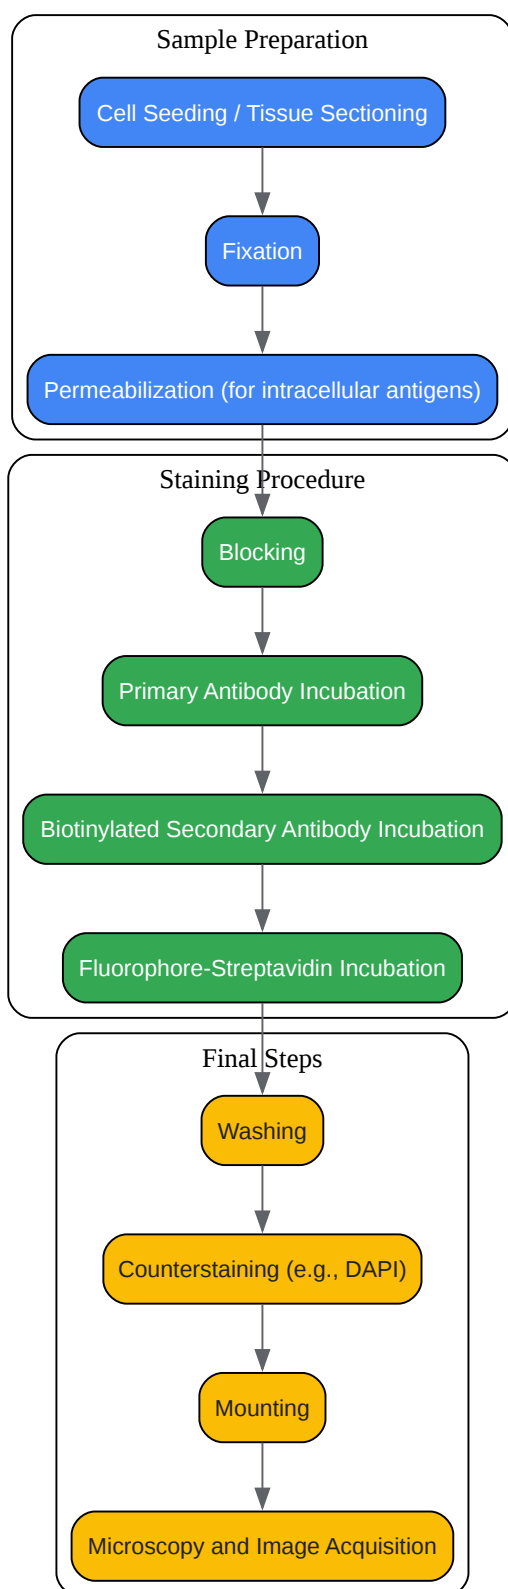 Sample Preparation
Cell Seeding / Tissue Sectioning
Fixation
Permeabilization (for intracellular antigens)
Staining Procedure
Blocking
Primary Antibody Incubation
Biotinylated Secondary Antibody Incubation
Fluorophore-Streptavidin Incubation
Final Steps
Washing
Counterstaining (e.g., DAPI)
Mounting
Microscopy and Image Acquisition